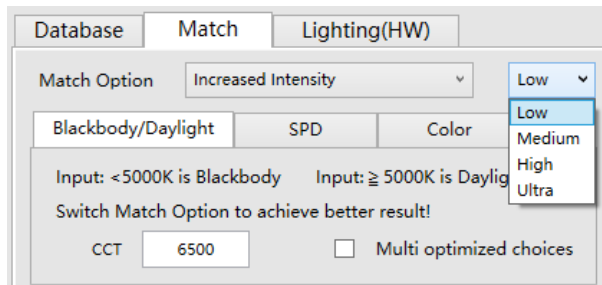 Database Match Lighting(HW)
Match Option Increased Intensity Low
Low
Medium
High
Ultra
Blackbody/Daylight SPD Color
Input: <5000K is Blackbody Input: ≧ 5000K is Daylig
Switch Match Option to achieve better result!
CCT 6500 Multi optimized choices